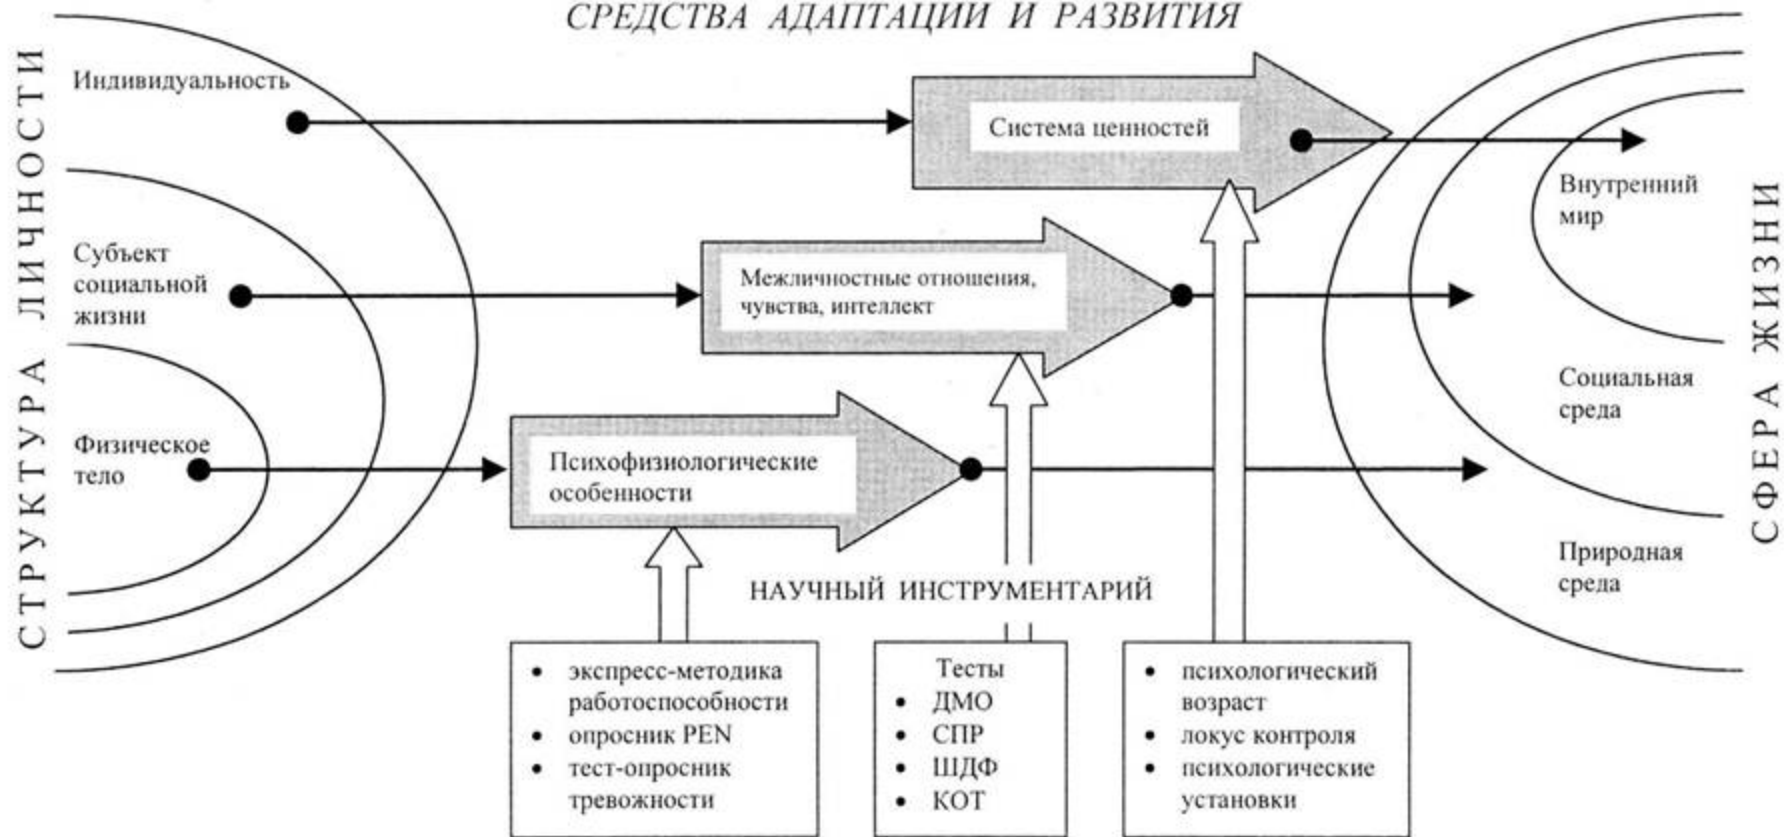 СРЕДСТВА АДАПТАЦИИ И РАЗВИТИЯ
СТРУКТУРА ЛИЧНОСТИ
Индивидуальность
Субъект
социальной
жизни
Физическое
тело
Система ценностей
Межличностные отношения,
чувства, интеллект
Психофизиологические
особенности
Внутренний
мир
Социальная
среда
Природная
среда
СФЕРА ЖИЗНИ
НАУЧНЫЙ ИНСТРУМЕНТАРИЙ
• экспресс-методика
работоспособности
• опросник PEN
• тест-опросник
тревожности
Тесты
• ДМО
• СПР
• ШДФ
• КОТ
• психологический
возраст
• локус контроля
• психологические
установки